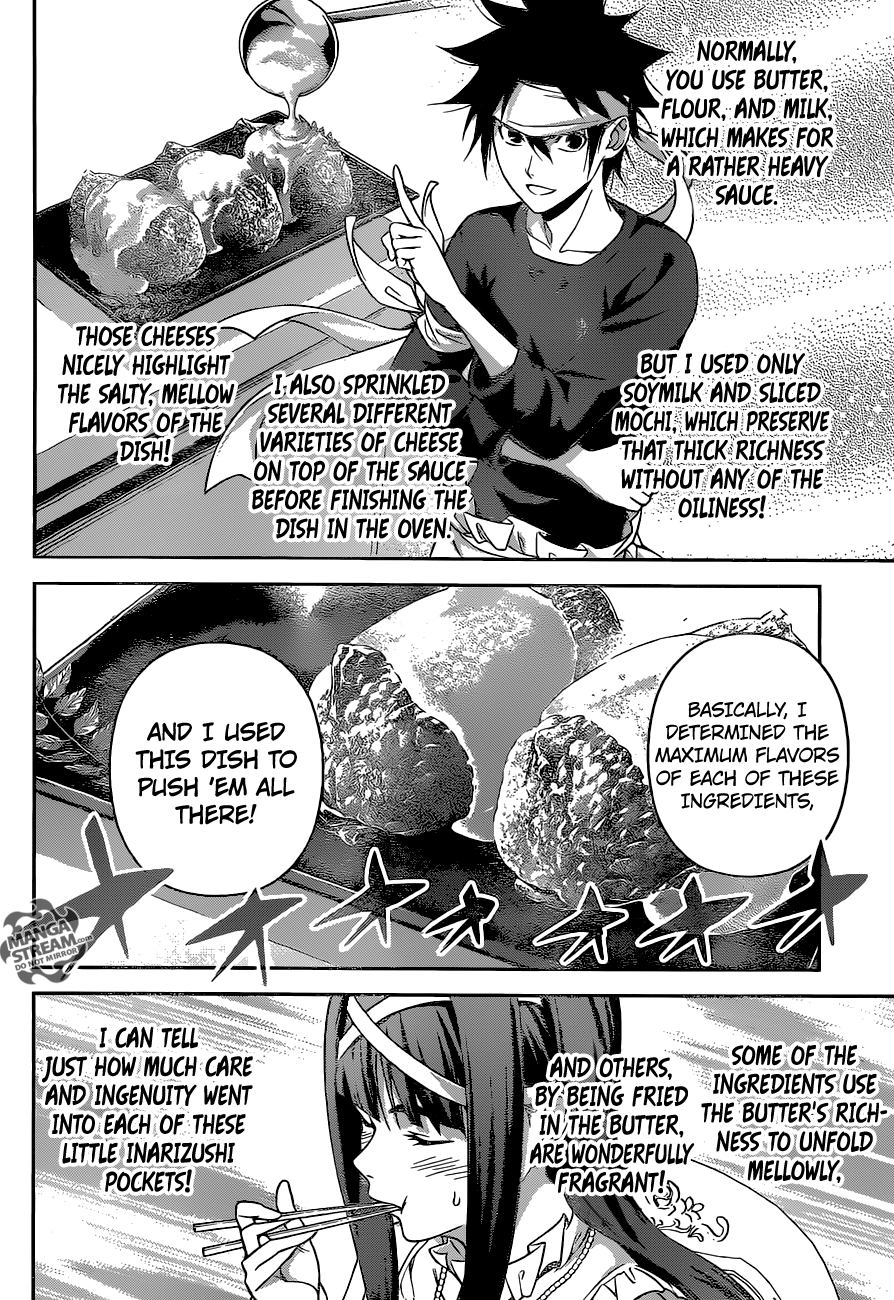 NORMALLY,
YOU USE BUTTER,
FLOUR, AND MILK,
WHICH MAKES FOR
A RATHER HEAVY
SAUCE.
BUT I USED ONLY
SOYMILK AND SLICED
MOCHI, WHICH PRESERVE
THAT THICK RICHNESS
WITHOUT ANY OF THE
OILINESS!
I ALSO SPRINKLED
SEVERAL DIFFERENT
VARIETIES OF CHEESE
ON TOP OF THE SAUCE
BEFORE FINISHING THE
DISH IN THE OVEN.
THOSE CHEESES
NICELY HIGHLIGHT
THE SALTY, MELLOW
FLAVORS OF THE
DISH!
BASICALLY, I
DETERMINED THE
MAXIMUM FLAVORS
OF EACH OF THESE
INGREDIENTS,
AND I USED
THIS DISH TO
PUSH 'EM ALL
THERE!
MANGA
STREAM.com
DO NOT MIRROR
SOME OF THE
INGREDIENTS USE
THE BUTTER'S RICH-
NESS TO UNFOLD
MELLOWLY,
AND OTHERS,
BY BEING FRIED
IN THE BUTTER,
ARE WONDERFULLY
FRAGRANT!
I CAN TELL
JUST HOW MUCH CARE
AND INGENUITY WENT
INTO EACH OF THESE
LITTLE INARIZUSHI
POCKETS!